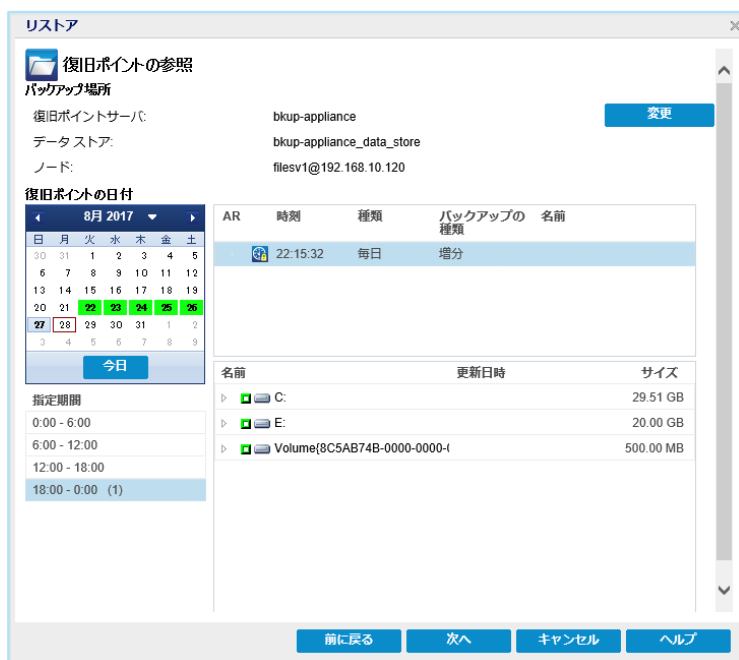 リストア
復旧ポイントの参照
バックアップ場所
復旧ポイントサーバ: bkup-appliance 変更
データ ストア: bkup-appliance_data_store
ノード: filesv1@192.168.10.120
復旧ポイントの日付
8月 2017
日 月 火 水 木 金 土
30 31 1 2 3 4 5
6 7 8 9 10 11 12
13 14 15 16 17 18 19
20 21 22 23 24 25 26
27 28 29 30 31 1 2
3 4 5 6 7 8 9
今日
AR 時刻 種類 バックアップの種類 名前
22:15:32 毎日 増分
指定期間
0:00 - 6:00
6:00 - 12:00
12:00 - 18:00
18:00 - 0:00 (1)
名前 更新日時 サイズ
C: 29.51 GB
E: 20.00 GB
Volume{8C5AB74B-0000-0000-( 500.00 MB
前に戻る 次へ キャンセル ヘルプ